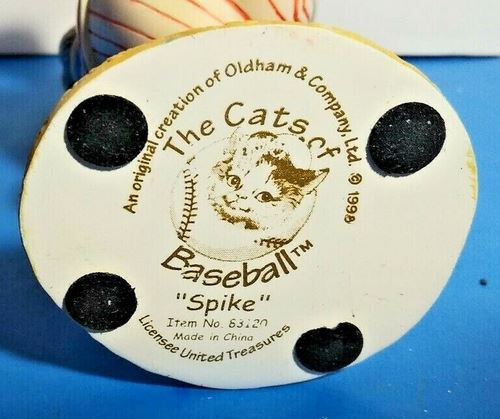 An original creation of Oldham & Company, Ltd. © 1998
The Cats of
Baseball™
"Spike"
Item No. 83120
Made in China
Licensee United Treasures